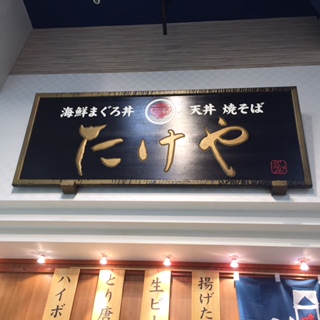 海鮮まぐろ丼 天丼 焼そば
たけや
ハイボ
とり唐
生ビ
揚げた